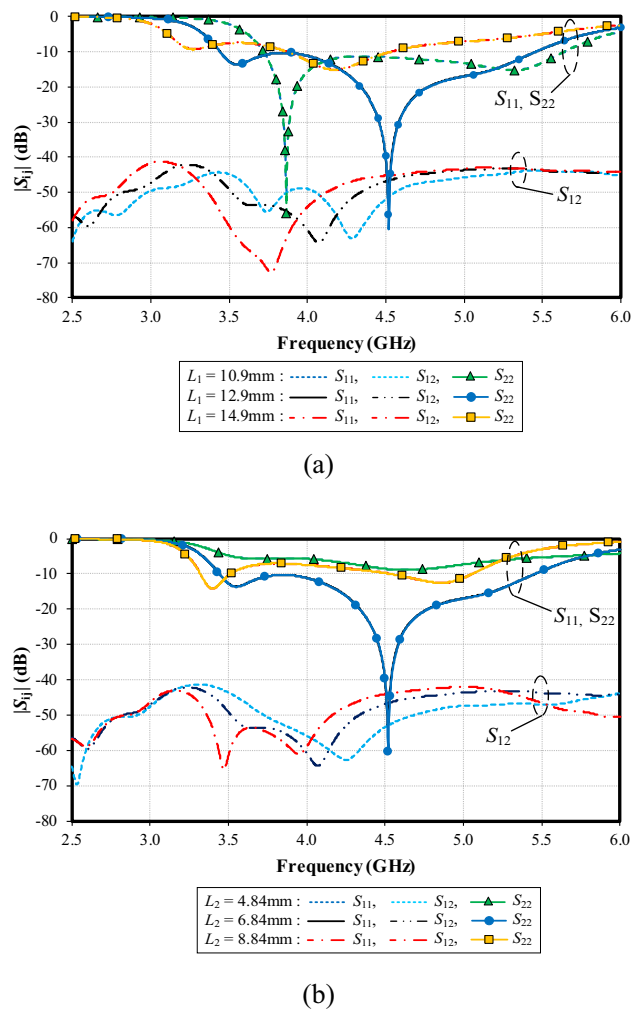 0
-10
-20
-30
-40
-50
-60
-70
-80
|Sij| (dB)
S11, S22
S12
2.5 3.0 3.5 4.0 4.5 5.0 5.5 6.0
Frequency (GHz)
L1 = 10.9mm : S11, S12, S22
L1 = 12.9mm : S11, S12, S22
L1 = 14.9mm : S11, S12, S22
(a)
0
-10
-20
-30
-40
-50
-60
-70
-80
|Sij| (dB)
S11, S22
S12
2.5 3.0 3.5 4.0 4.5 5.0 5.5 6.0
Frequency (GHz)
L2 = 4.84mm : S11, S12, S22
L2 = 6.84mm : S11, S12, S22
L2 = 8.84mm : S11, S12, S22
(b)